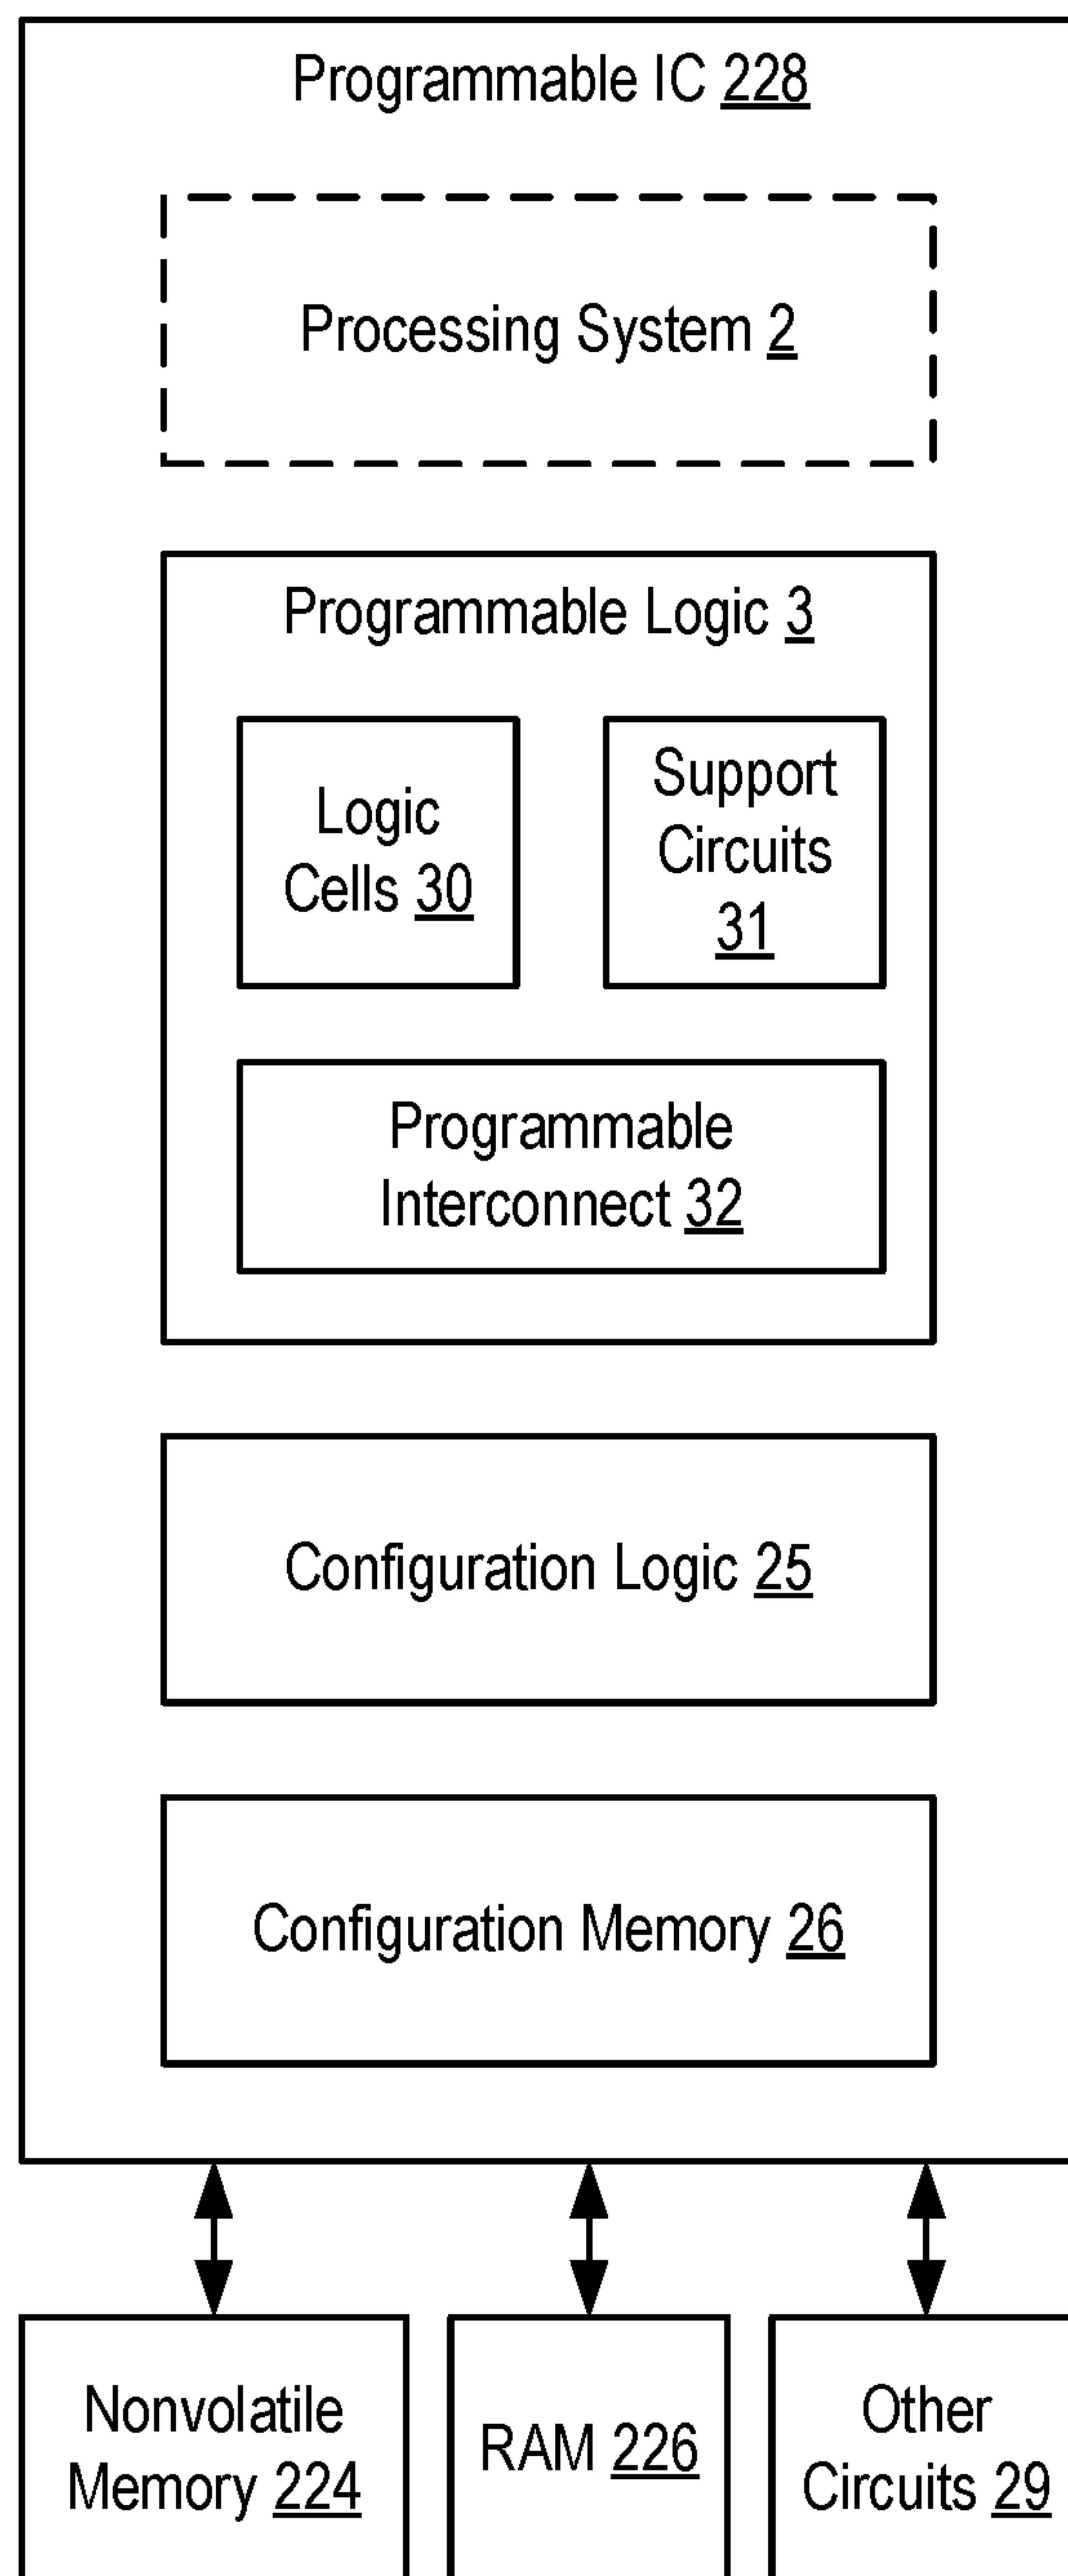 Programmable IC 228
Processing System 2
Programmable Logic 3
Logic
Cells 30
Support
Circuits
31
Programmable
Interconnect 32
Configuration Logic 25
Configuration Memory 26
Nonvolatile
Memory 224
RAM 226
Other
Circuits 29